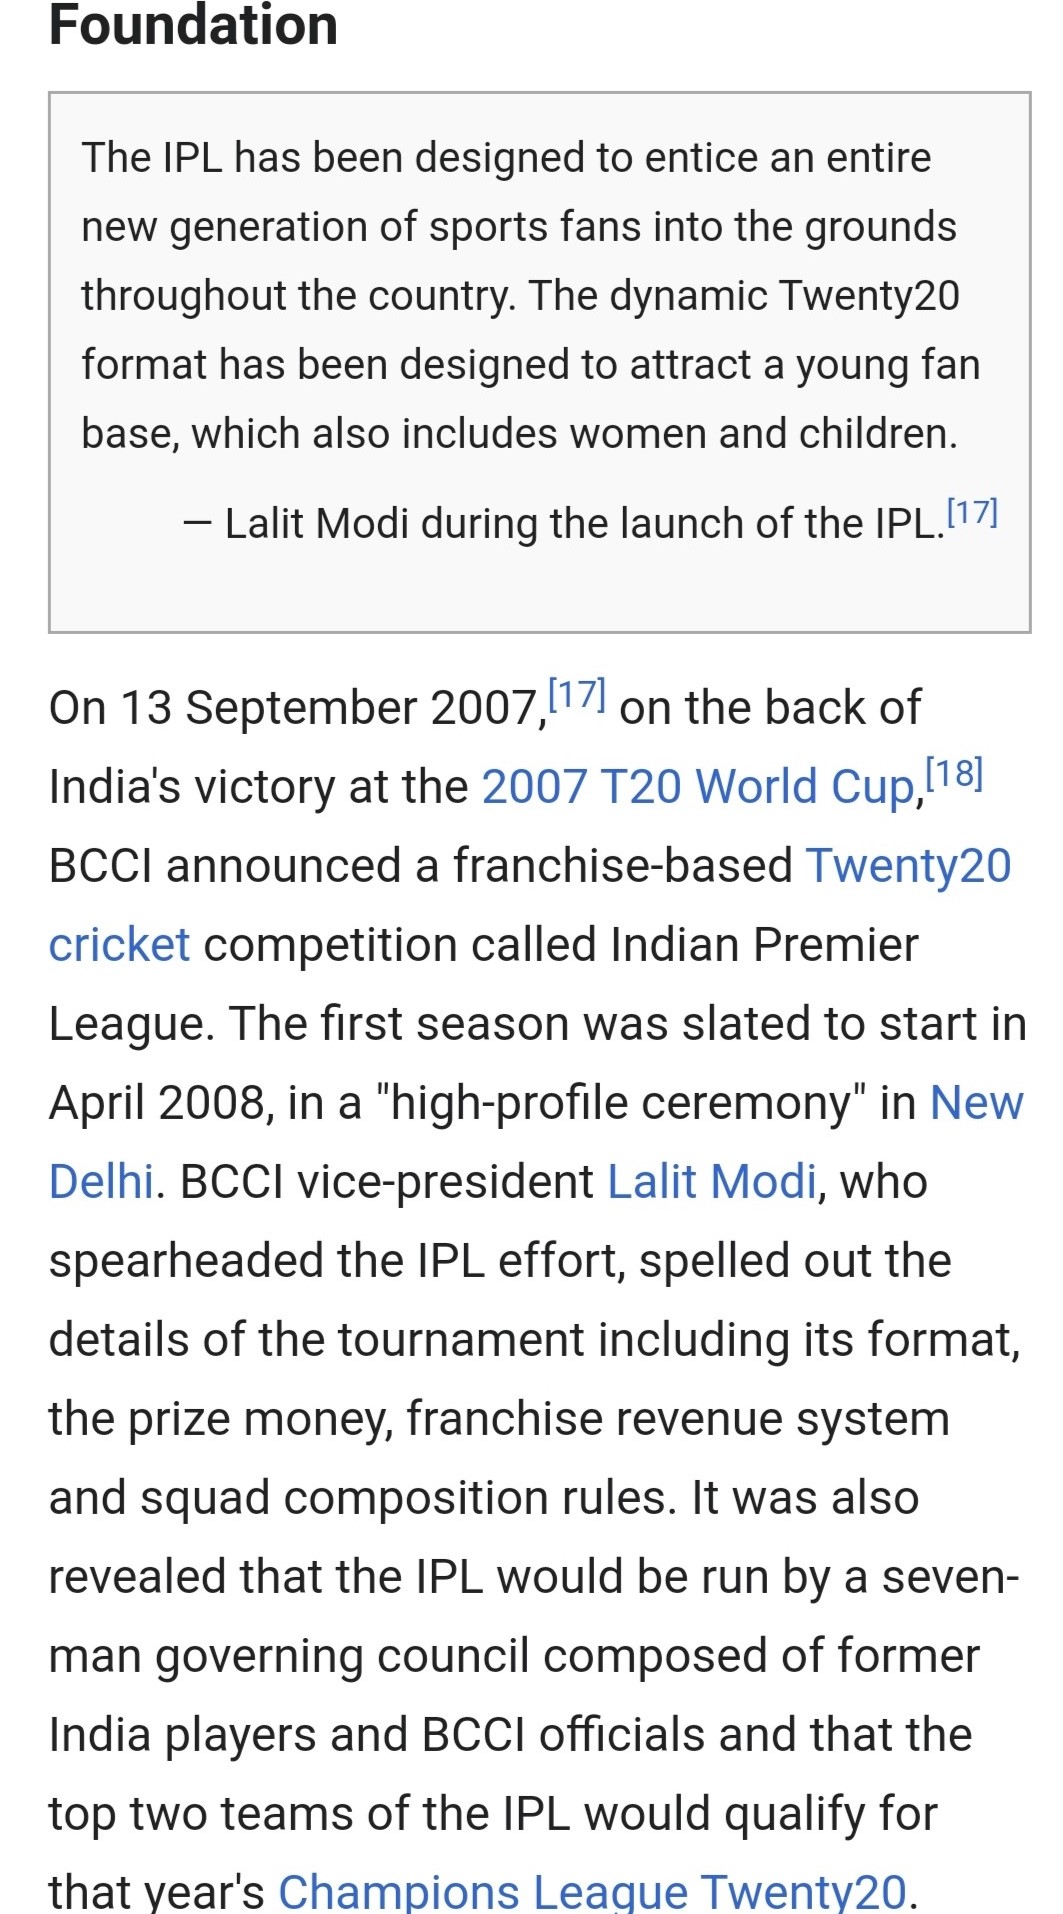 Foundation
The IPL has been designed to entice an entire
new generation of sports fans into the grounds
throughout the country. The dynamic Twenty20
format has been designed to attract a young fan
base, which also includes women and children.
— Lalit Modi during the launch of the IPL.[17]
On 13 September 2007,[17] on the back of
India's victory at the 2007 T20 World Cup,[18]
BCCI announced a franchise-based Twenty20
cricket competition called Indian Premier
League. The first season was slated to start in
April 2008, in a "high-profile ceremony" in New
Delhi. BCCI vice-president Lalit Modi, who
spearheaded the IPL effort, spelled out the
details of the tournament including its format,
the prize money, franchise revenue system
and squad composition rules. It was also
revealed that the IPL would be run by a seven-
man governing council composed of former
India players and BCCI officials and that the
top two teams of the IPL would qualify for
that year's Champions League Twenty20.